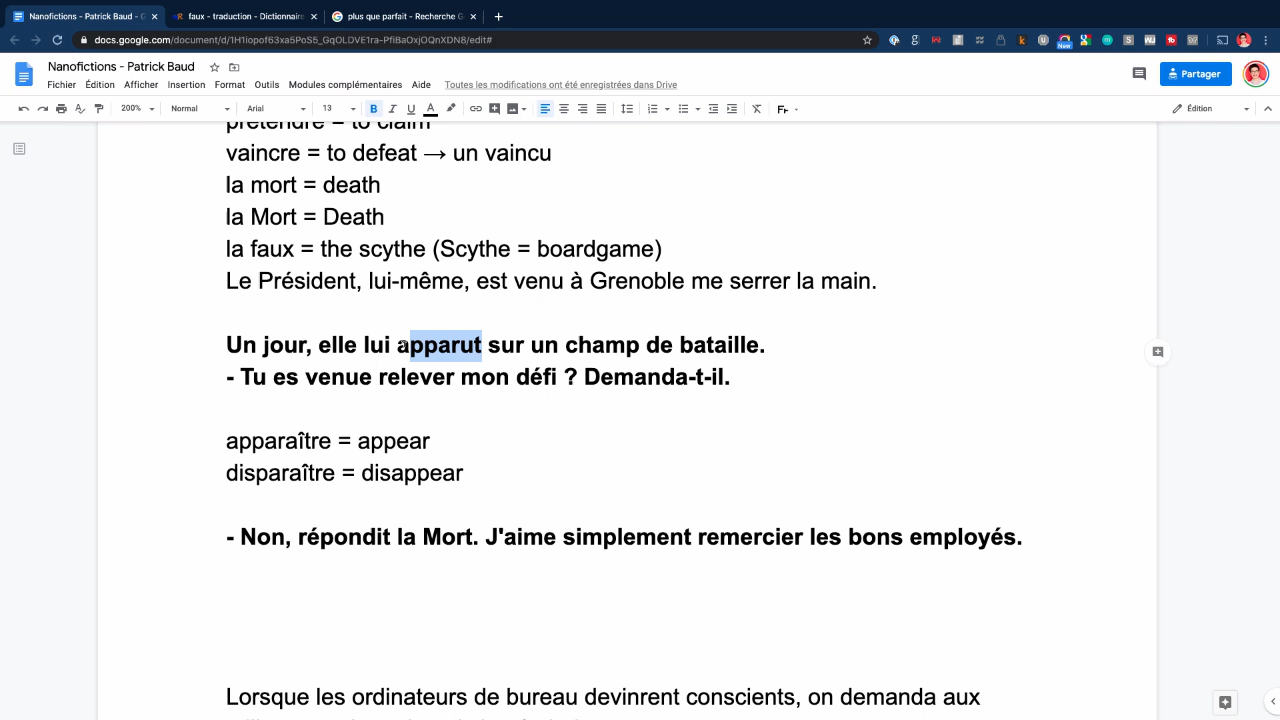 Nanofictions - Patrick Baud - G
faux - traduction - Dictionnaire
plus que parfait - Recherche G
docs.google.com/document/d/1H1iopof63xa5PoS5_GqOLDVE1ra-PfiBaOxjOQnXDN8/edit#
Nanofictions - Patrick Baud
Partager
Fichier Édition Afficher Insertion Format Outils Modules complémentaires Aide Toutes les modifications ont été enregistrées dans Drive
200% Normal Arial 13 B I U A Édition
prétendre = to claim
vaincre = to defeat → un vaincu
la mort = death
la Mort = Death
la faux = the scythe (Scythe = boardgame)
Le Président, lui-même, est venu à Grenoble me serrer la main.
Un jour, elle lui apparut sur un champ de bataille.
- Tu es venue relever mon défi ? Demanda-t-il.
apparaître = appear
disparaître = disappear
- Non, répondit la Mort. J'aime simplement remercier les bons employés.
Lorsque les ordinateurs de bureau devinrent conscients, on demanda aux